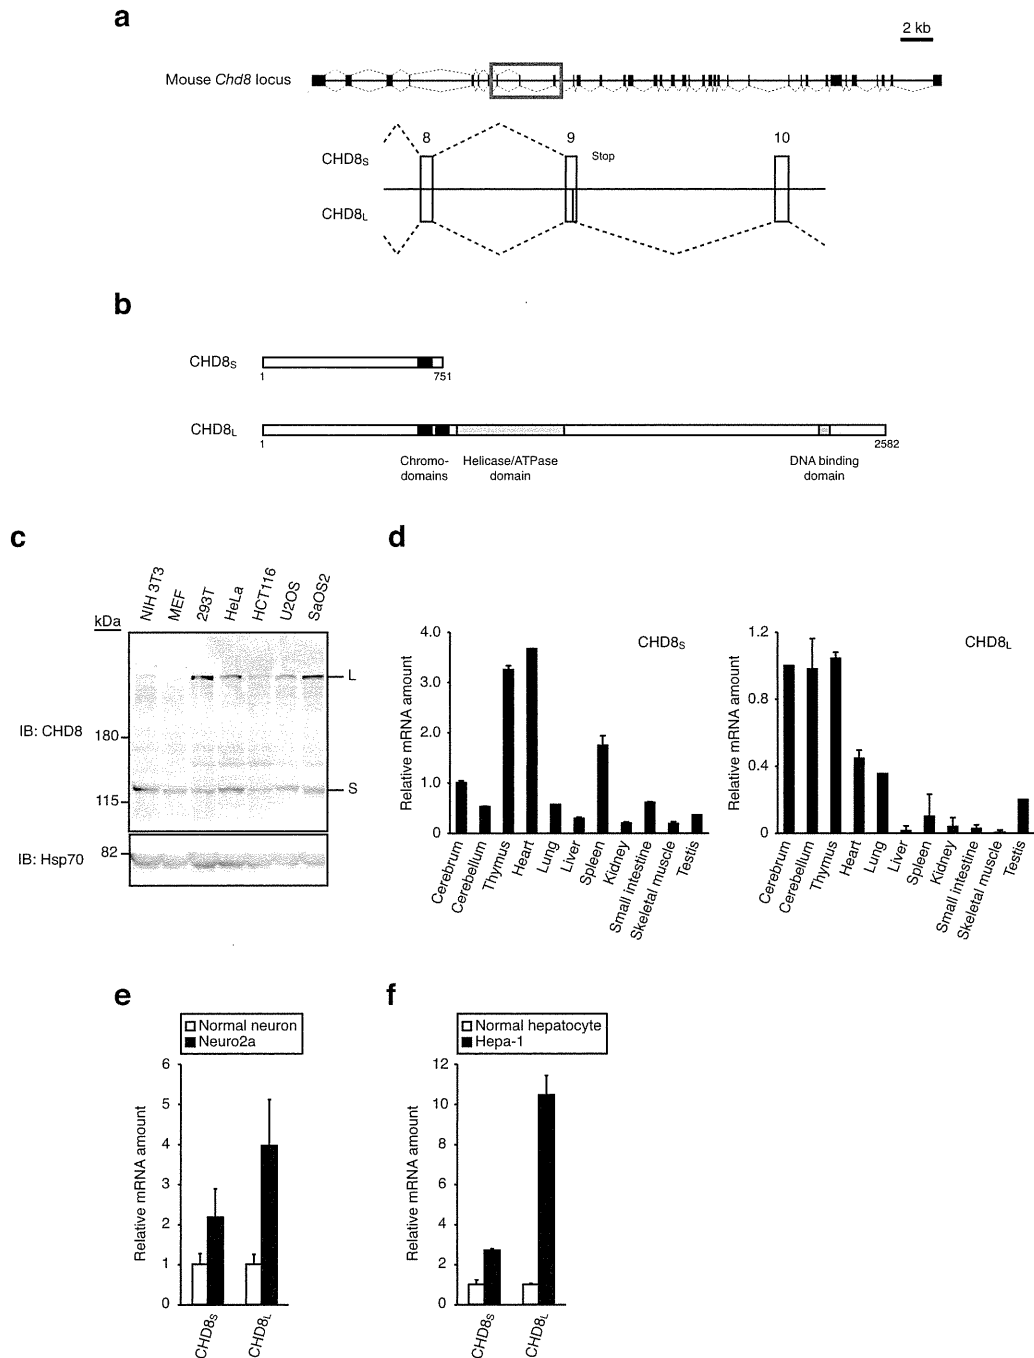 a
2 kb
Mouse Chd8 locus
8
9
10
CHD8S
Stop
CHD8L
b
CHD8S
1
751
CHD8L
1
2582
Chromo-
domains
Helicase/ATPase
domain
DNA binding
domain
c
kDa
NIH 3T3
MEF
293T
HeLa
HCT116
U2OS
SaOS2
L
IB: CHD8
180
S
115
IB: Hsp70
82
d
CHD8S
Relative mRNA amount
4.0
3.0
2.0
1.0
0
Cerebrum
Cerebellum
Thymus
Heart
Lung
Liver
Spleen
Kidney
Small intestine
Skeletal muscle
Testis
CHD8L
Relative mRNA amount
1.2
0.8
0.4
0
Cerebrum
Cerebellum
Thymus
Heart
Lung
Liver
Spleen
Kidney
Small intestine
Skeletal muscle
Testis
e
Normal neuron
Neuro2a
Relative mRNA amount
6
5
4
3
2
1
0
CHD8S
CHD8L
f
Normal hepatocyte
Hepa-1
Relative mRNA amount
12
10
8
6
4
2
0
CHD8S
CHD8L